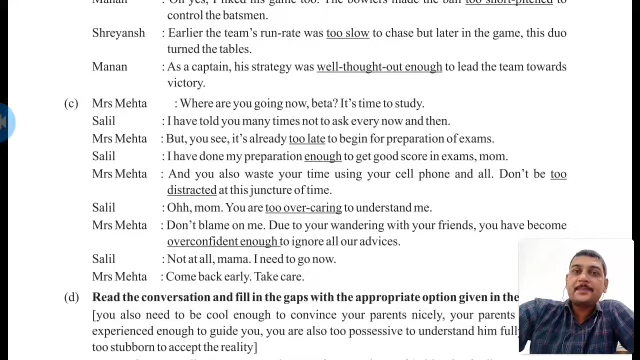 Manan : Oh yes, I liked his game too. The bowlers made the ball too short-pitched to
control the batsmen.
Shreyansh : Earlier the team's run-rate was too slow to chase but later in the game, this duo
turned the tables.
Manan : As a captain, his strategy was well-thought-out enough to lead the team towards
victory.
(c) Mrs Mehta : Where are you going now, beta? It's time to study.
Salil : I have told you many times not to ask every now and then.
Mrs Mehta : But, you see, it's already too late to begin for preparation of exams.
Salil : I have done my preparation enough to get good score in exams, mom.
Mrs Mehta : And you also waste your time using your cell phone and all. Don't be too
distracted at this juncture of time.
Salil : Ohh, mom. You are too over-caring to understand me.
Mrs Mehta : Don't blame on me. Due to your wandering with your friends, you have become
overconfident enough to ignore all our advices.
Salil : Not at all, mama. I need to go now.
Mrs Mehta : Come back early. Take care.
(d) Read the conversation and fill in the gaps with the appropriate option given in the
[you also need to be cool enough to convince your parents nicely, your parents
experienced enough to guide you, you are also too possessive to understand him
too stubborn to accept the reality]